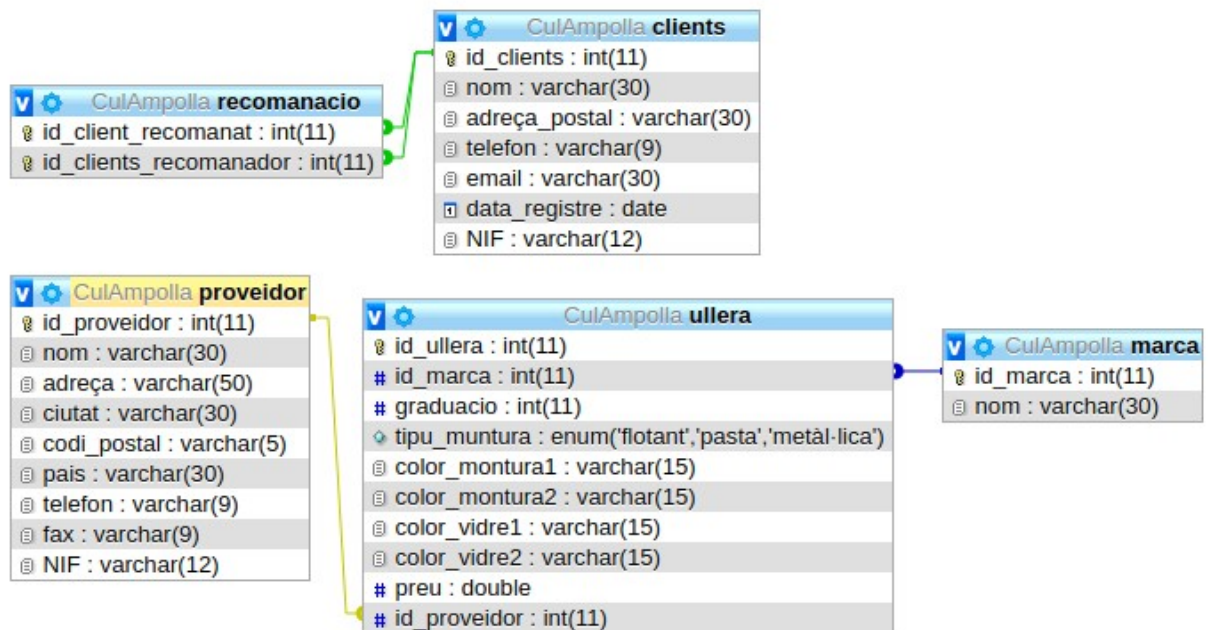 CulAmpolla clients
id_clients : int(11)
nom : varchar(30)
adreça_postal : varchar(30)
telefon : varchar(9)
email : varchar(30)
data_registre : date
NIF : varchar(12)
CulAmpolla recomanacio
id_client_recomanat : int(11)
id_clients_recomanador : int(11)
CulAmpolla proveidor
id_proveidor : int(11)
nom : varchar(30)
adreça : varchar(50)
ciutat : varchar(30)
codi_postal : varchar(5)
pais : varchar(30)
telefon : varchar(9)
fax : varchar(9)
NIF : varchar(12)
CulAmpolla ullera
id_ullera : int(11)
id_marca : int(11)
graduacio : int(11)
tipu_muntura : enum('flotant','pasta','metàl·lica')
color_montura1 : varchar(15)
color_montura2 : varchar(15)
color_vidre1 : varchar(15)
color_vidre2 : varchar(15)
preu : double
id_proveidor : int(11)
CulAmpolla marca
id_marca : int(11)
nom : varchar(30)